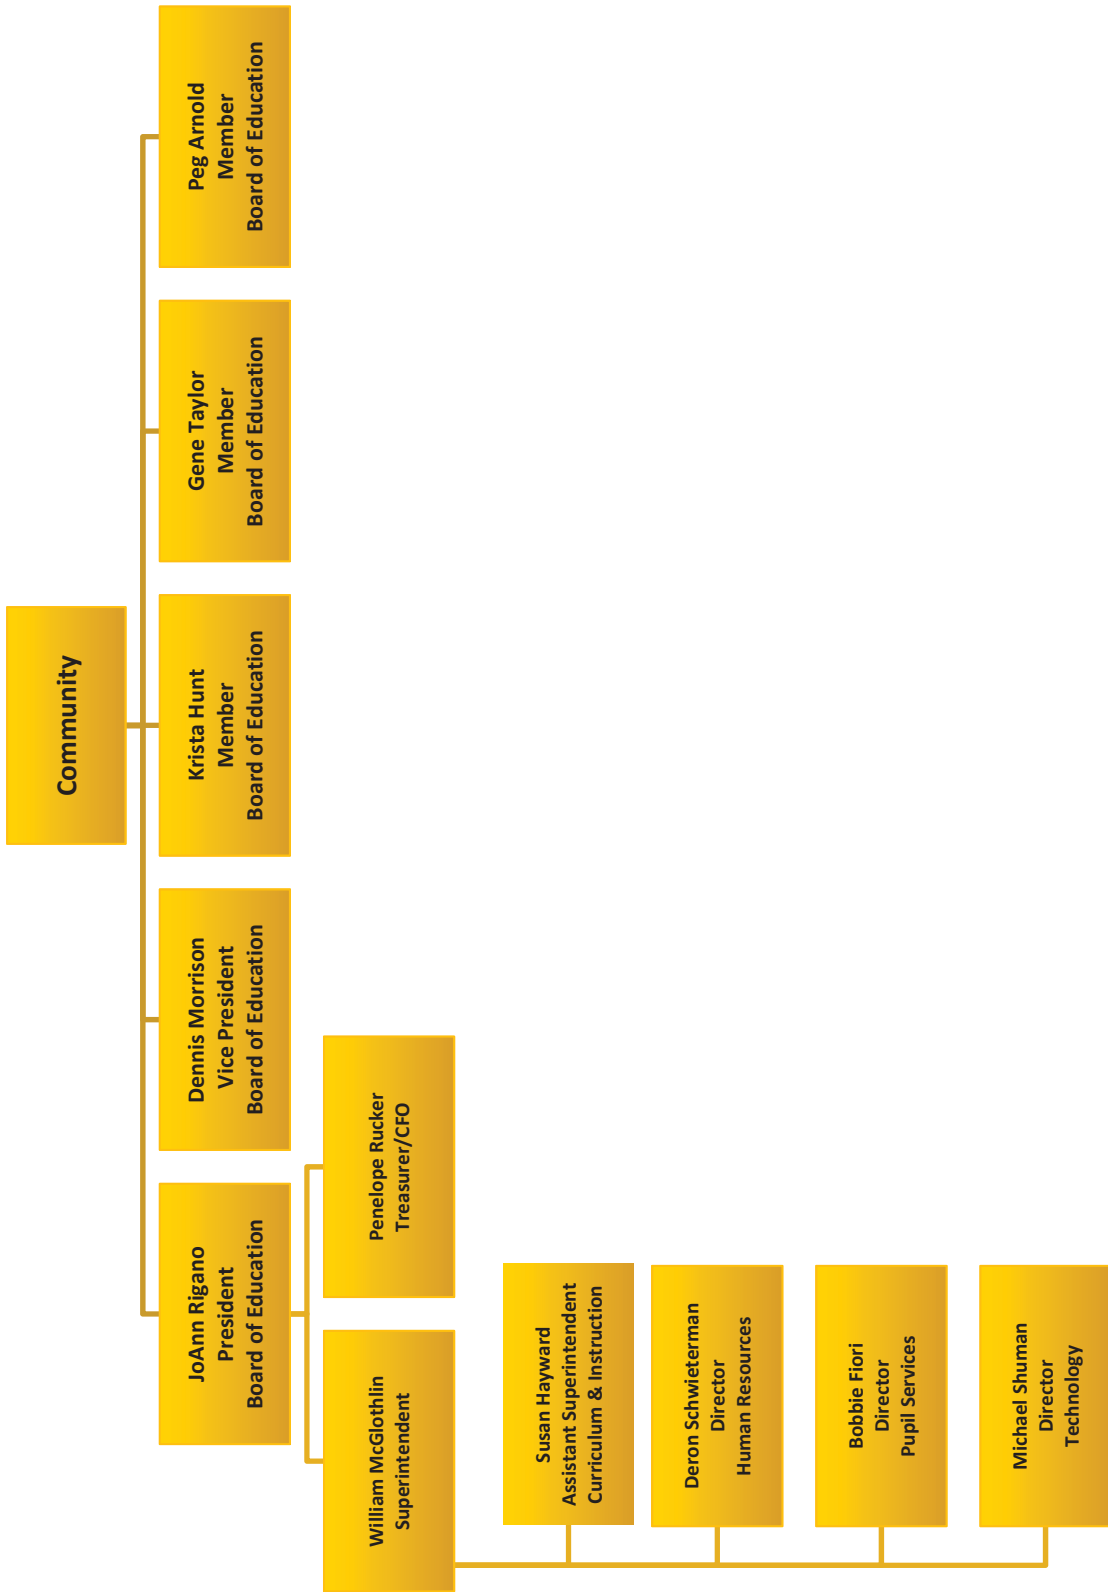 Community
JoAnn Rigano
President
Board of Education
Dennis Morrison
Vice President
Board of Education
Krista Hunt
Member
Board of Education
Gene Taylor
Member
Board of Education
Peg Arnold
Member
Board of Education
William McGlothlin
Superintendent
Penelope Rucker
Treasurer/CFO
Susan Hayward
Assistant Superintendent
Curriculum & Instruction
Deron Schwieterman
Director
Human Resources
Bobbie Fiori
Director
Pupil Services
Michael Shuman
Director
Technology